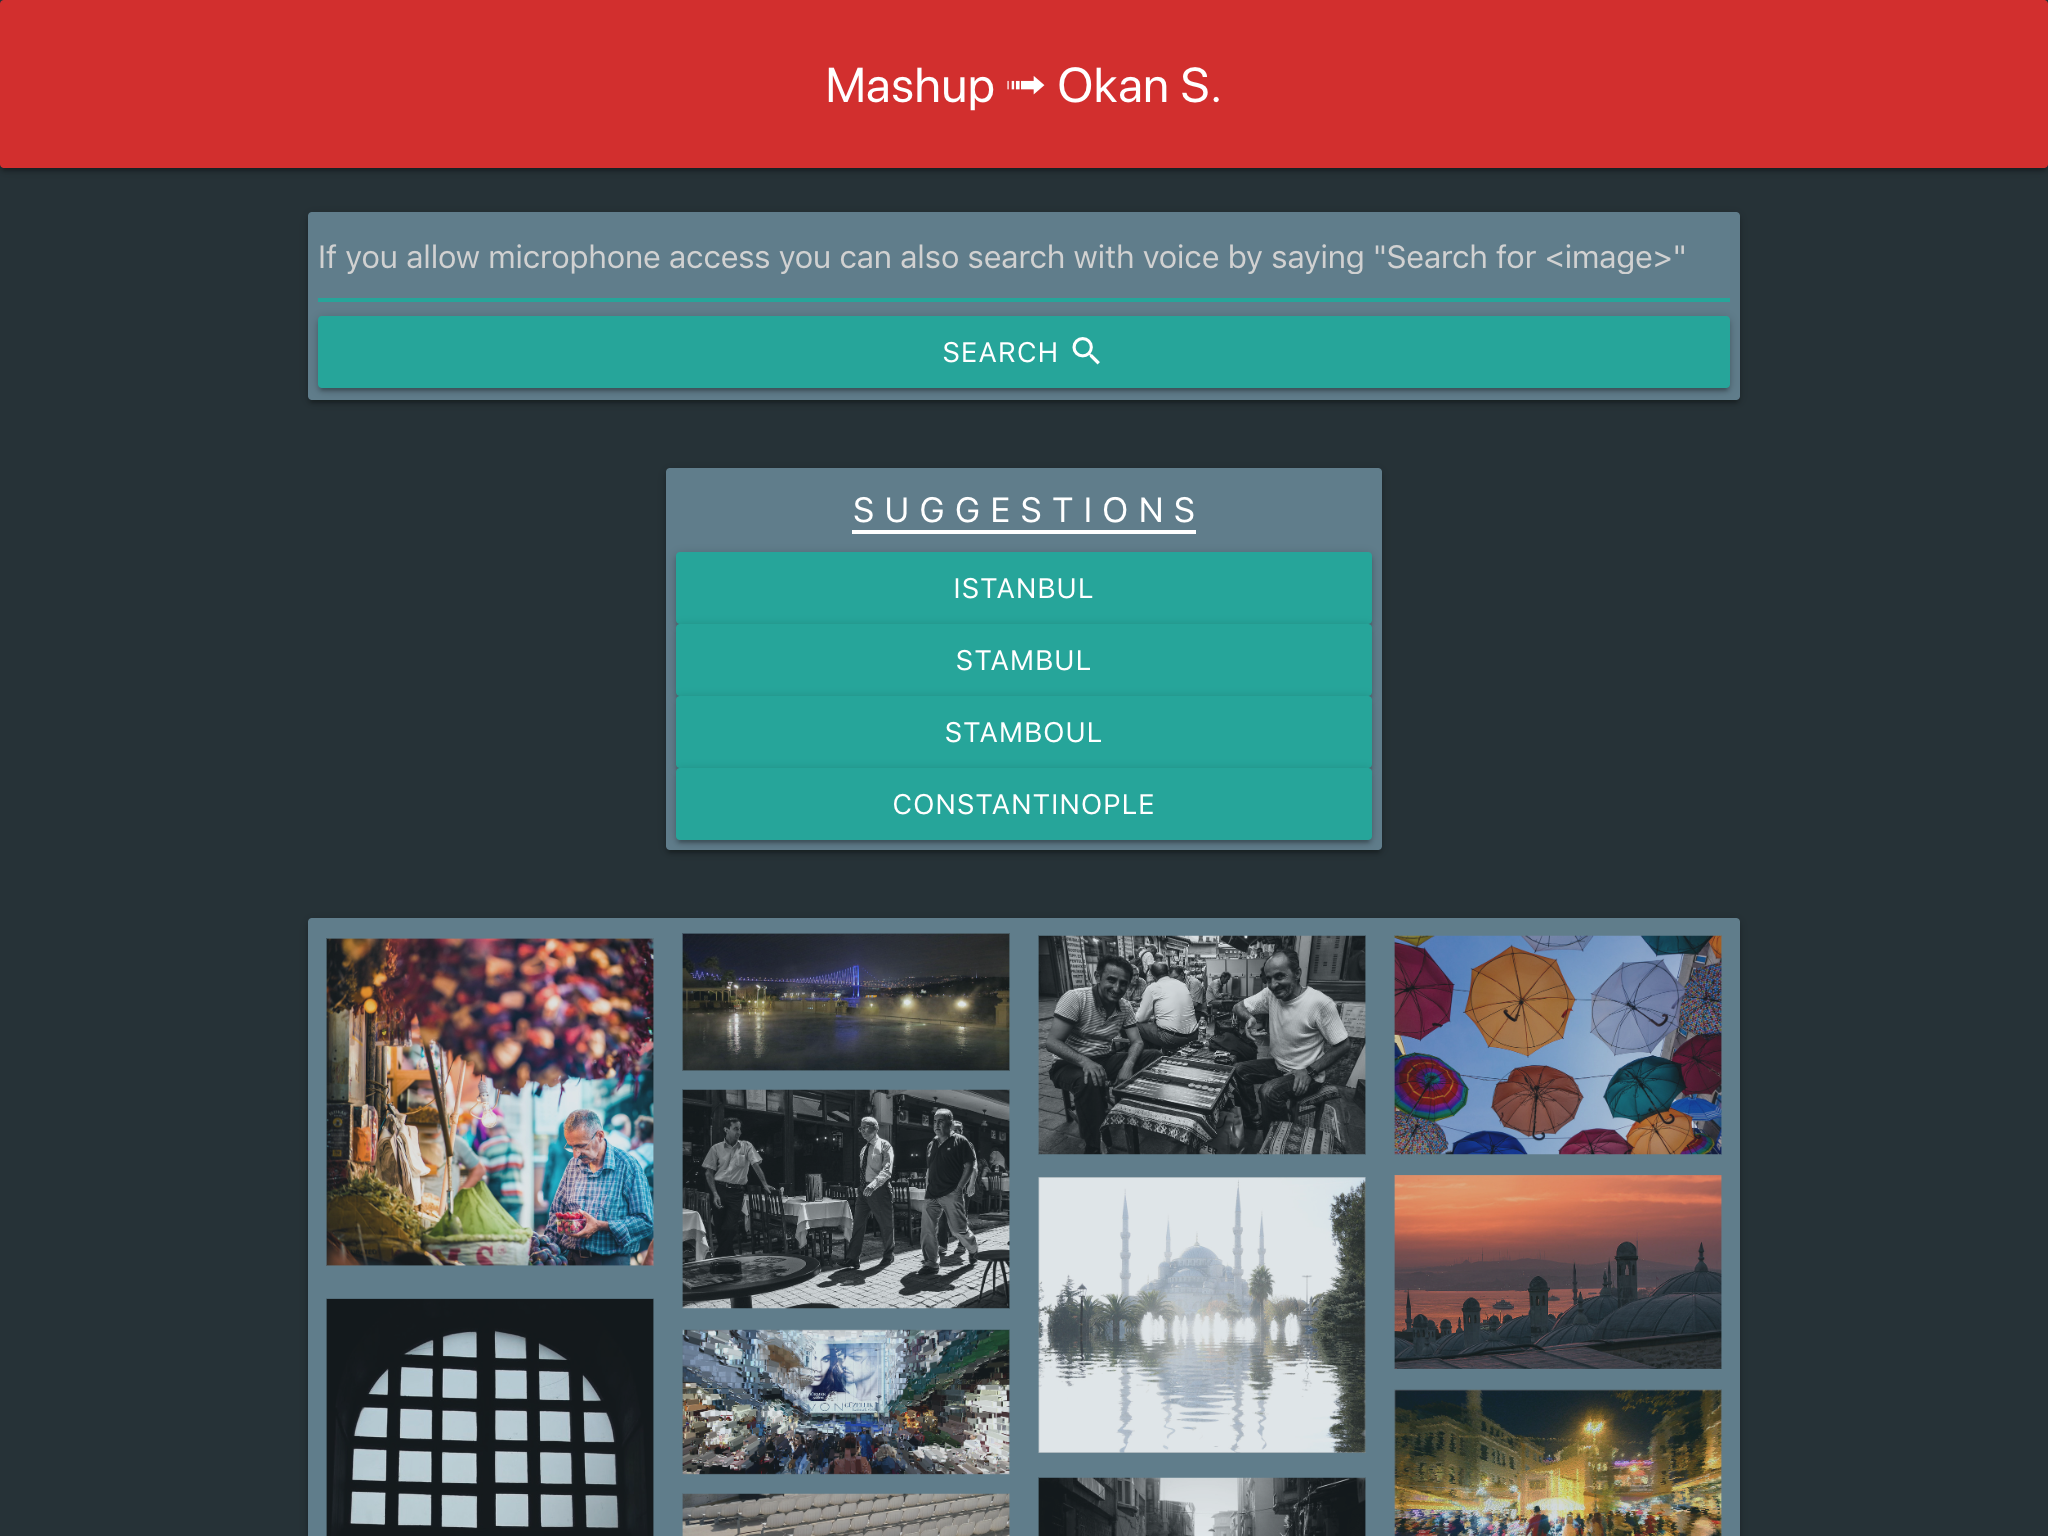 Mashup ➟ Okan S.
If you allow microphone access you can also search with voice by saying "Search for <image>"
SEARCH
SUGGESTIONS
ISTANBUL
STAMBUL
STAMBOUL
CONSTANTINOPLE